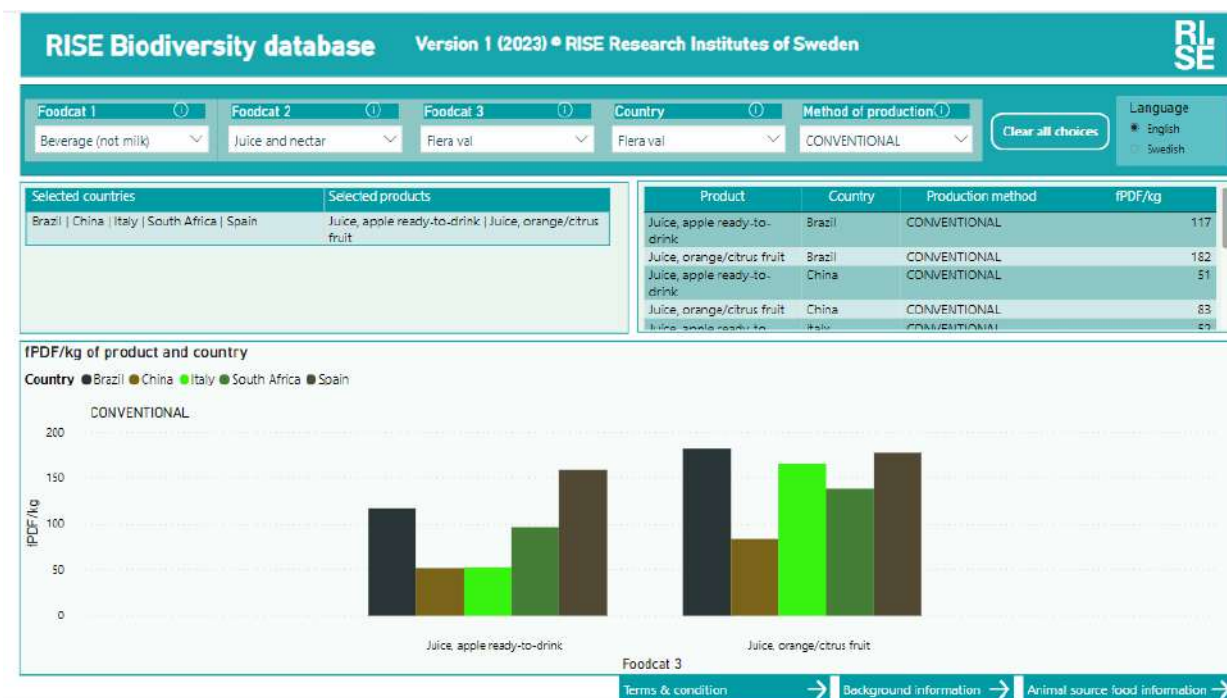 RISE Biodiversity database
Version 1 (2023) ® RISE Research Institutes of Sweden
RI.
SE
Foodcat 1
Foodcat 2
Foodcat 3
Country
Method of production
Beverage (not milk)
Juice and nectar
Flera val
Flera val
CONVENTIONAL
Clear all choices
Language
English
Swedish
Selected countries
Selected products
Brazil | China | Italy | South Africa | Spain
Juice, apple ready-to-drink | Juice, orange/citrus
fruit
Product
Country
Production method
fPDF/kg
Juice, apple ready-to-
drink
Brazil
CONVENTIONAL
117
Juice, orange/citrus fruit
Brazil
CONVENTIONAL
182
Juice, apple ready-to-
drink
China
CONVENTIONAL
51
Juice, orange/citrus fruit
China
CONVENTIONAL
83
Juice, apple ready-to-
Italy
CONVENTIONAL
52
fPDF/kg of product and country
Country Brazil China Italy South Africa Spain
CONVENTIONAL
fPDF/kg
200
150
100
50
0
Juice, apple ready-to-drink
Juice, orange/citrus fruit
Foodcat 3
Terms & condition
Background information
Animal source food information